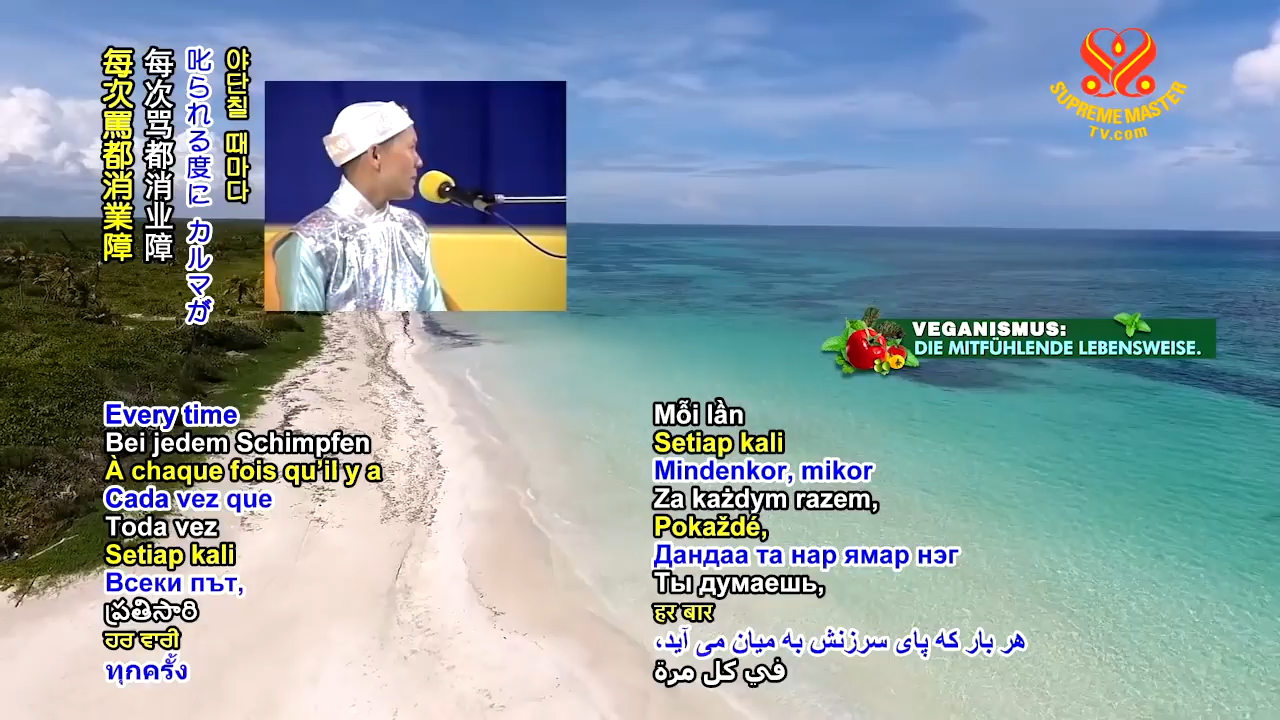 야단칠 때마다
叱られる度に カルマが
每次骂都消业障
每次罵都消業障
SUPREME MASTER
TV.com
VEGANISMUS:
DIE MITFÜHLENDE LEBENSWEISE.
Every time
Bei jedem Schimpfen
À chaque fois qu'il y a
Cada vez que
Toda vez
Setiap kali
Всеки път,
ప్రతిసారి
ਹਰ ਵਾਰੀ
ทุกครั้ง
Mỗi lần
Setiap kali
Mindenkor, mikor
Za każdym razem,
Pokaždé,
Дандаа та нар ямар нэг
Ты думаешь,
हर बार
هر بار که پای سرزنش به میان می آید،
في كل مرة